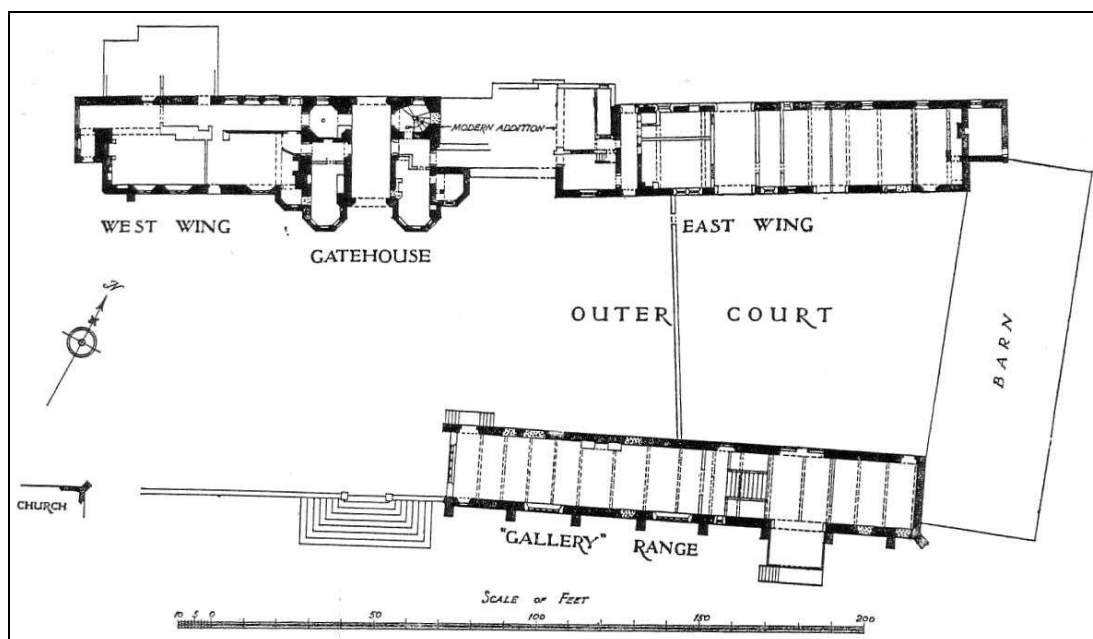 MODERN ADDITION
WEST WING
GATEHOUSE
EAST WING
N
OUTER COURT
BARN
CHURCH
"GALLERY" RANGE
SCALE OF FEET
10 5 0 50 100 150 200